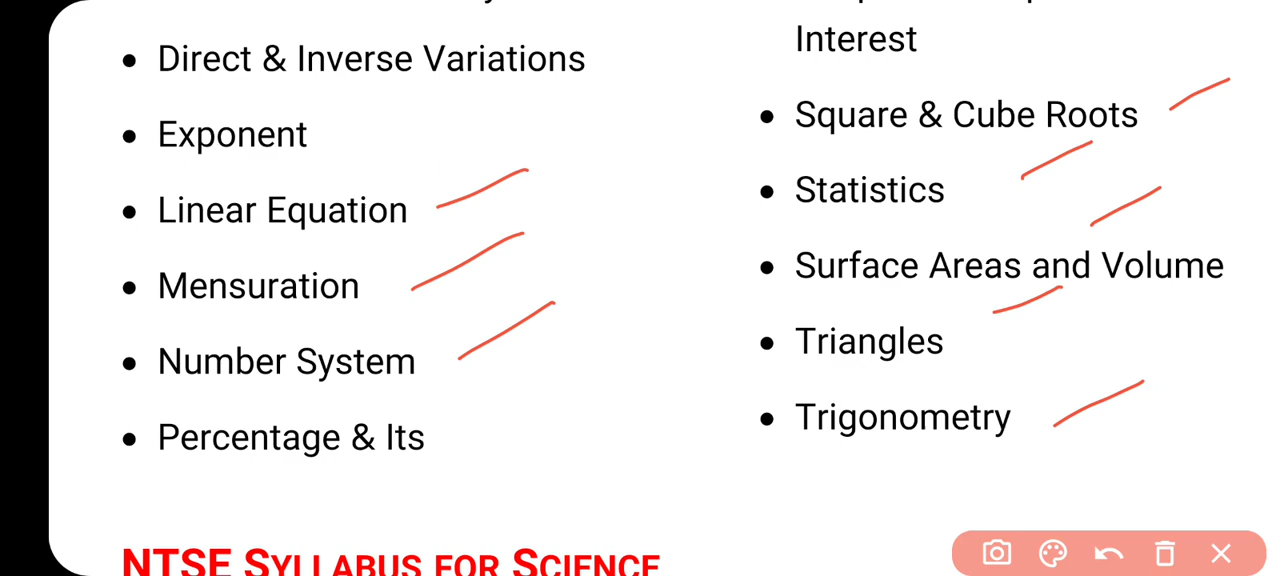 Direct & Inverse Variations
Exponent
Linear Equation
Mensuration
Number System
Percentage & Its
Interest
Square & Cube Roots
Statistics
Surface Areas and Volume
Triangles
Trigonometry
NTSE SYLLABUS FOR SCIENCE